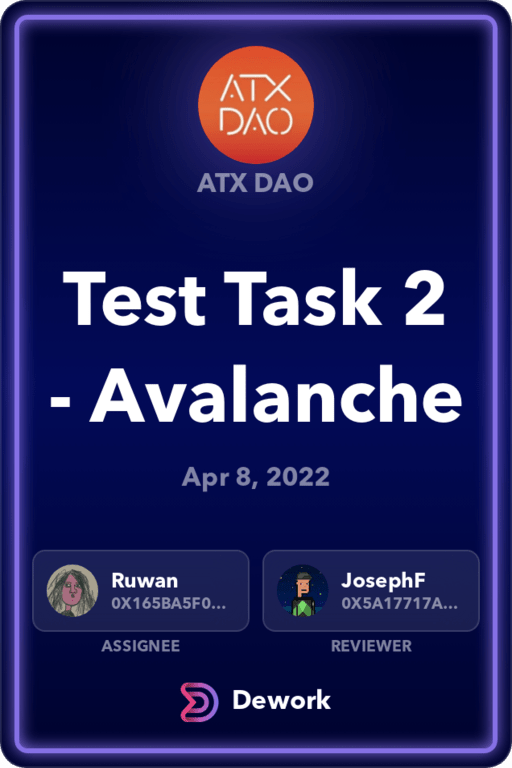 ATX
DAO
ATX DAO
Test Task 2
- Avalanche
Apr 8, 2022
Ruwan
0X165BA5F0...
ASSIGNEE
JosephF
0X5A17717A...
REVIEWER
Dework